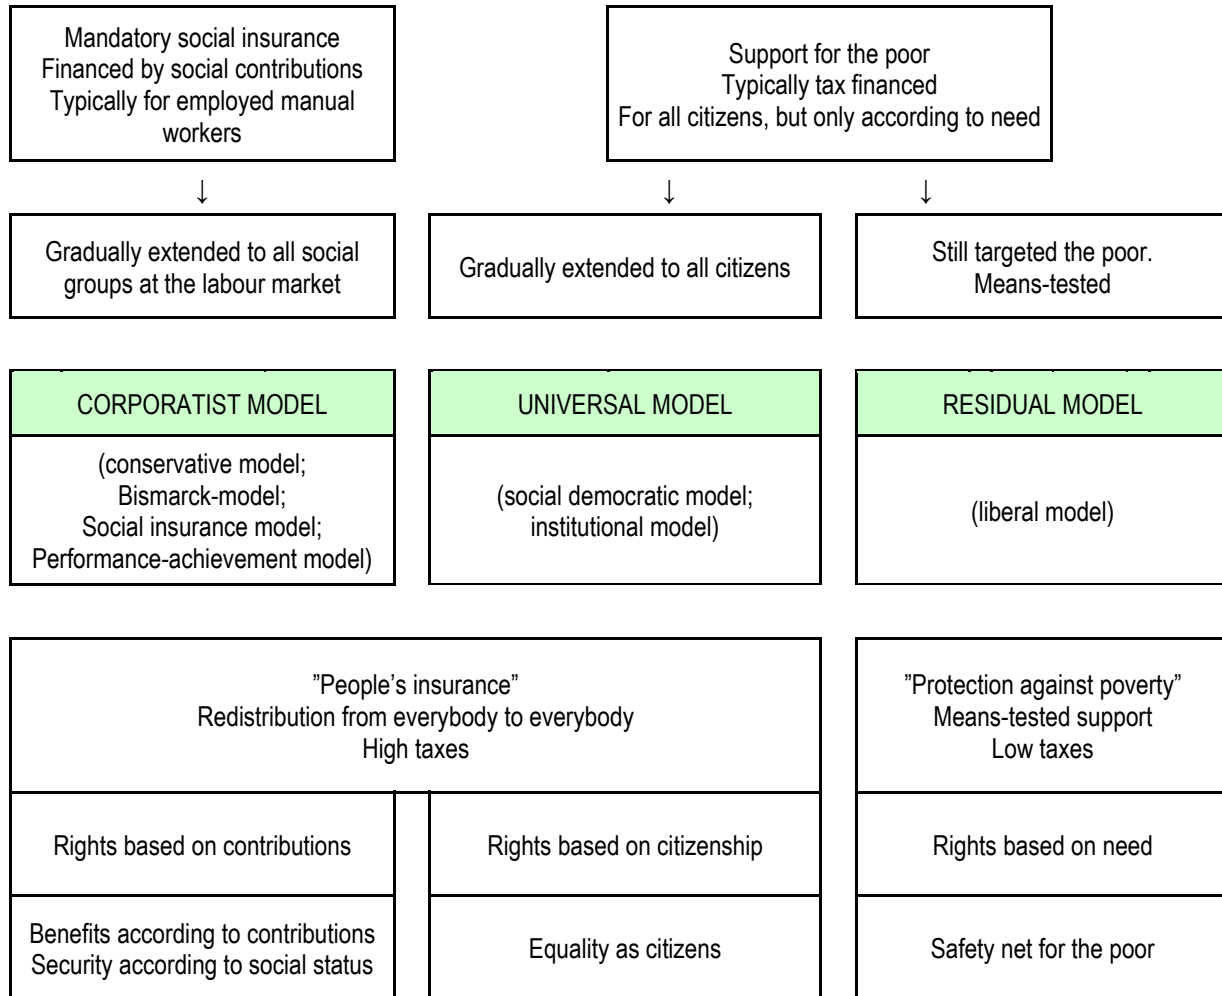 Mandatory social insurance
Financed by social contributions
Typically for employed manual
workers
Support for the poor
Typically tax financed
For all citizens, but only according to need
↓
↓
↓
Gradually extended to all social
groups at the labour market
Gradually extended to all citizens
Still targeted the poor.
Means-tested
CORPORATIST MODEL
UNIVERSAL MODEL
RESIDUAL MODEL
(conservative model;
Bismarck-model;
Social insurance model;
Performance-achievement model)
(social democratic model;
institutional model)
(liberal model)
”People’s insurance”
Redistribution from everybody to everybody
High taxes
”Protection against poverty”
Means-tested support
Low taxes
Rights based on contributions
Rights based on citizenship
Rights based on need
Benefits according to contributions
Security according to social status
Equality as citizens
Safety net for the poor